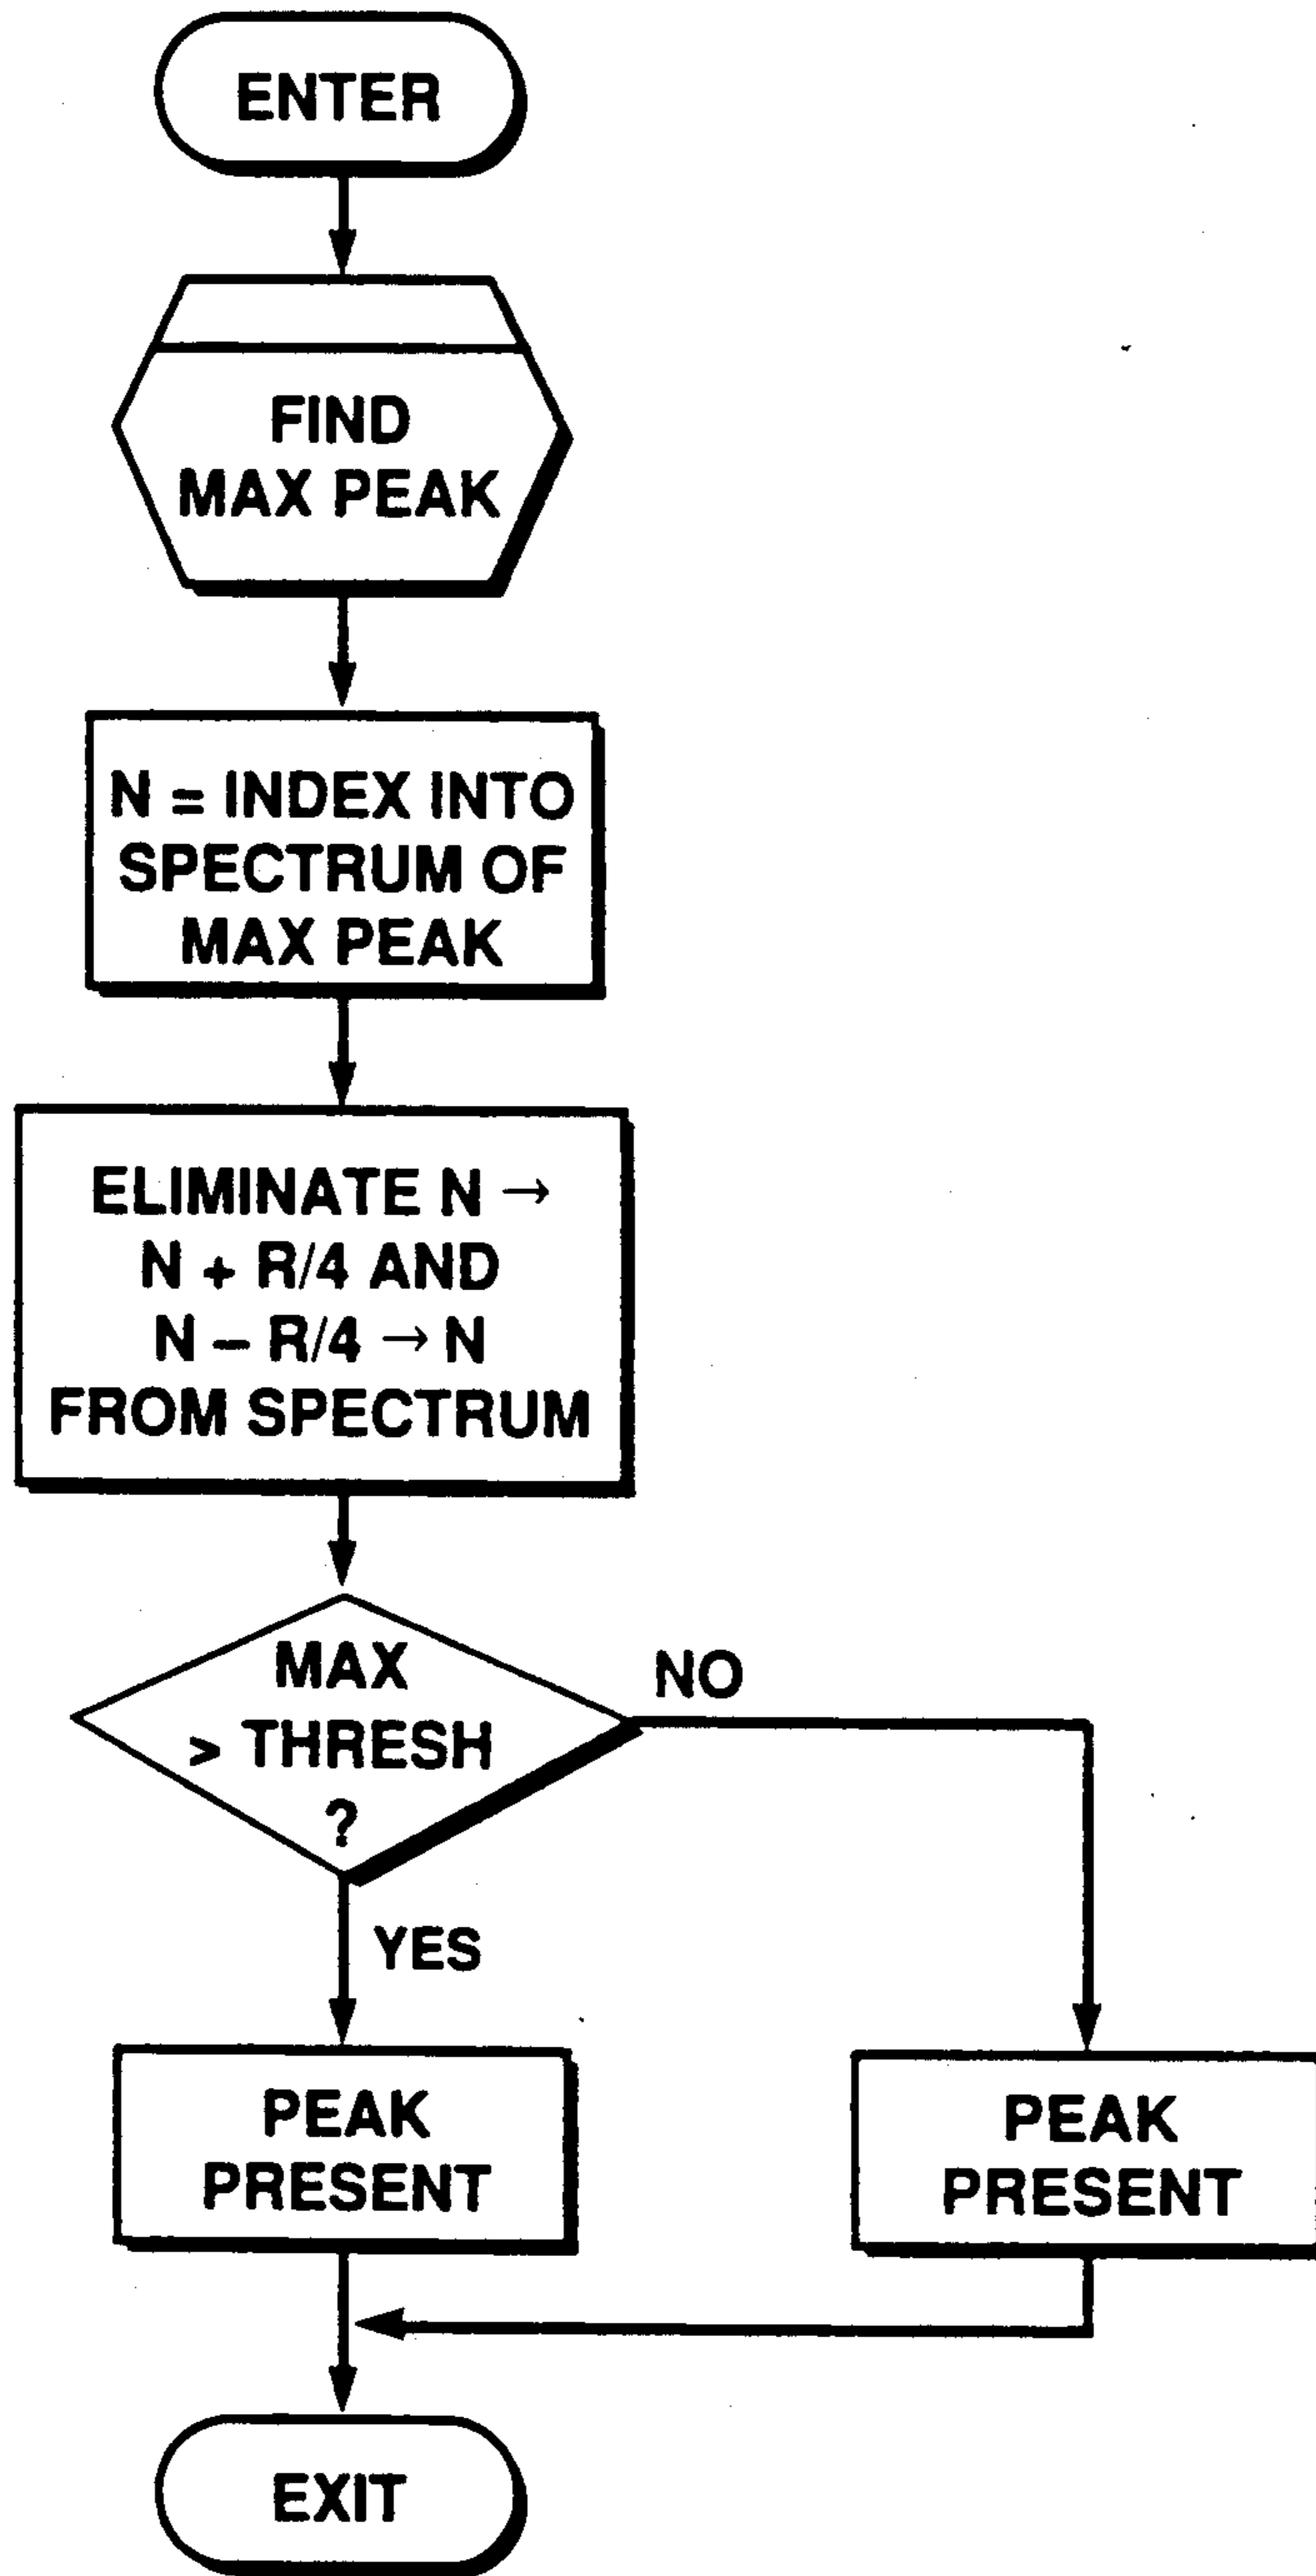 ENTER
FIND
MAX PEAK
N = INDEX INTO
SPECTRUM OF
MAX PEAK
ELIMINATE N →
N + R/4 AND
N – R/4 → N
FROM SPECTRUM
MAX
> THRESH
?
NO
YES
PEAK
PRESENT
PEAK
PRESENT
EXIT